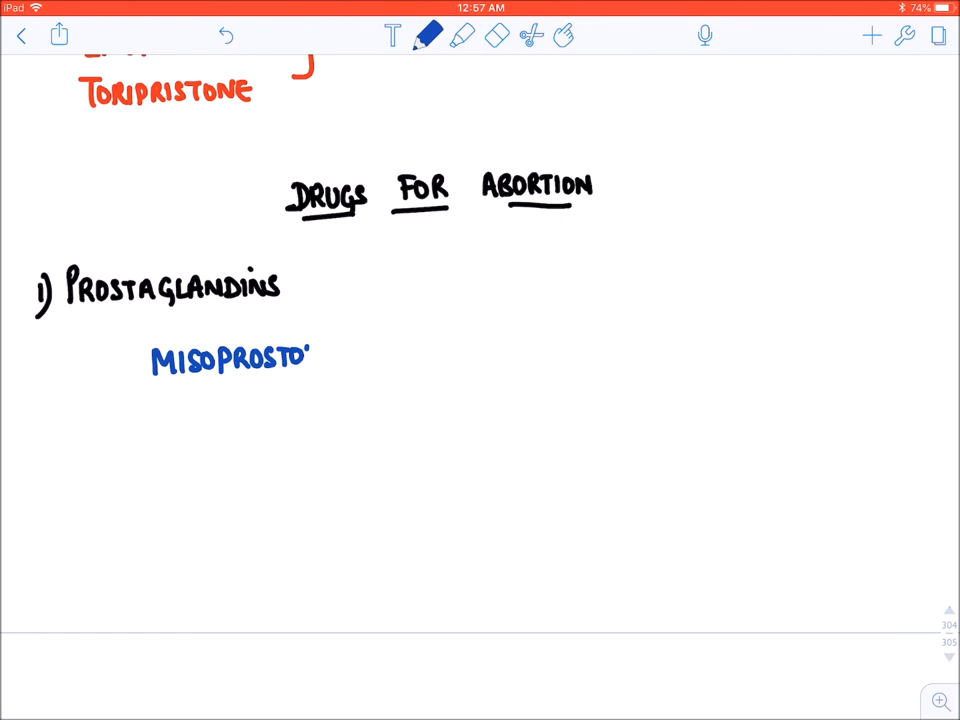 iPad 12:57 AM 74%
T
TORIPRISTONE
DRUGS FOR ABORTION
1) PROSTAGLANDINS
MISOPROSTO
304
305